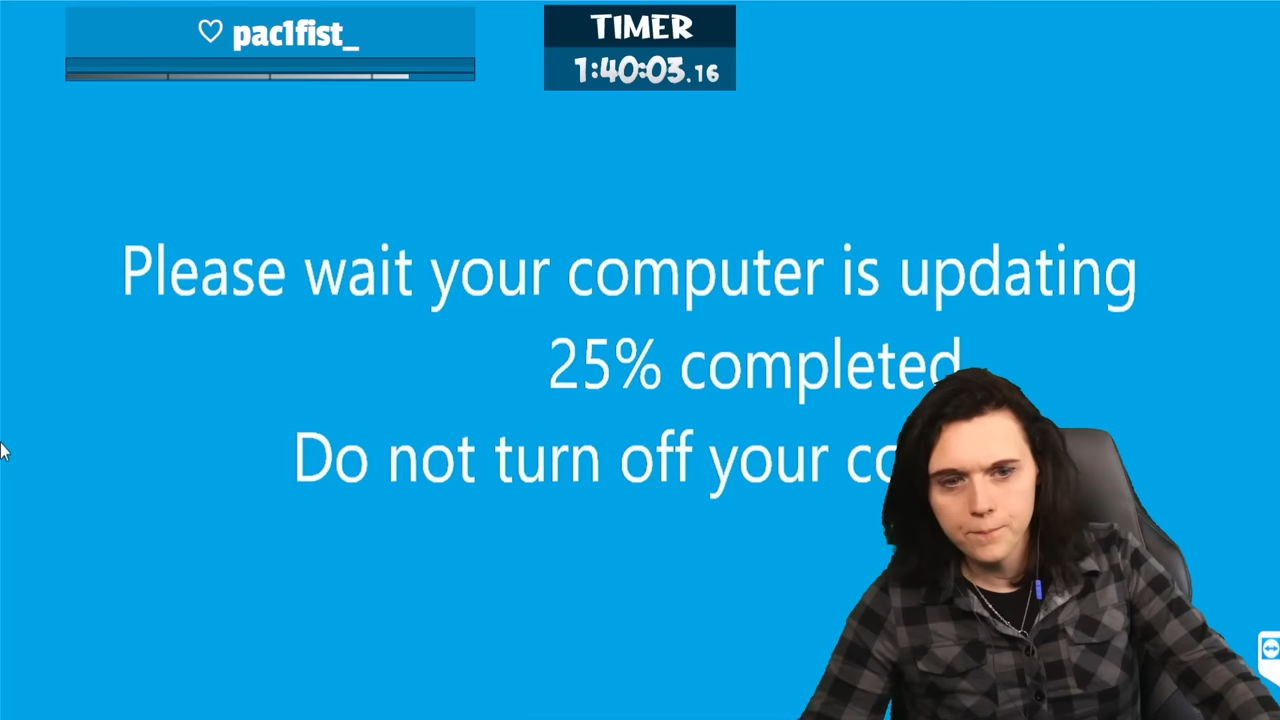 ♡ pac1fist_
TIMER
1:40:03.16
Please wait your computer is updating
25% completed
Do not turn off your